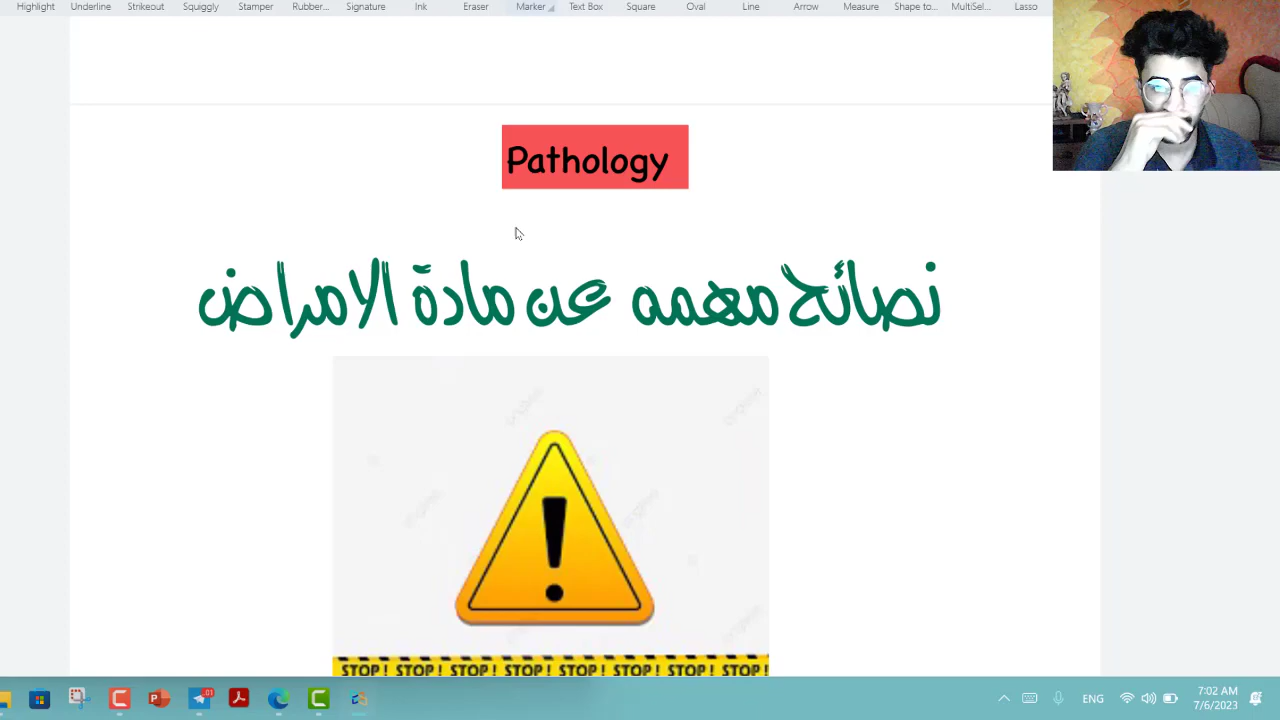 Highlight Underline Strikeout Squiggly Stamper Rubber... Signature Ink Eraser Marker Text Box Square Oval Line Arrow Measure Shape to... MultiSel... Lasso
Pathology
نصائح مهمه عن مادة الامراض
STOP! STOP! STOP! STOP! STOP! STOP! STOP! STOP!
ENG
7:02 AM
7/6/2023